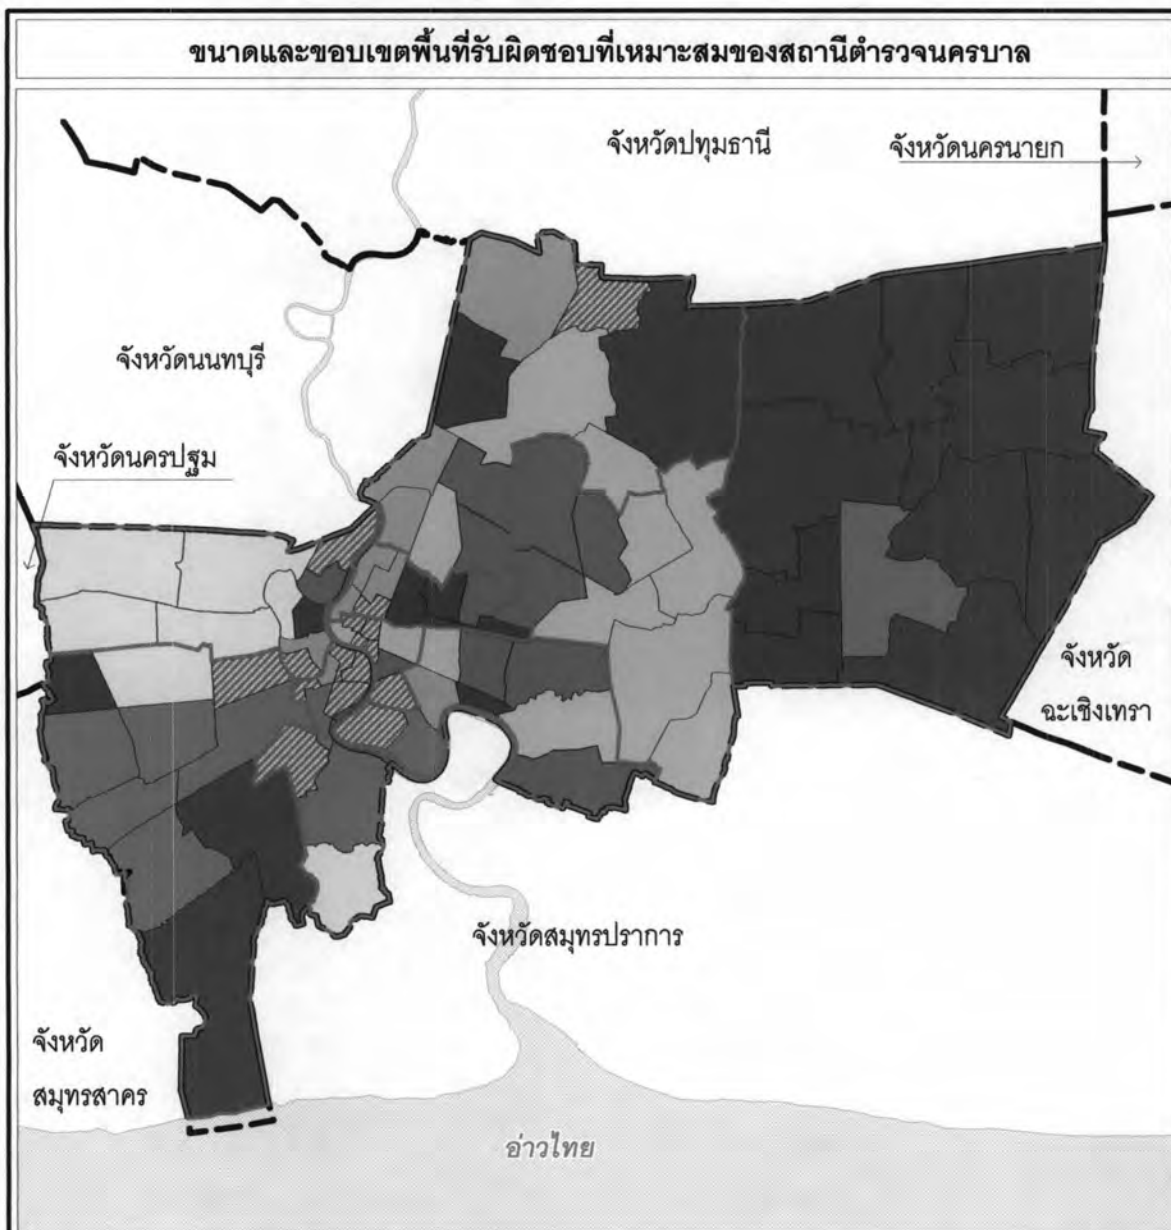 ขนาดและขอบเขตพื้นที่รับผิดชอบที่เหมาะสมของสถานีตำรวจนครบาล
จังหวัดปทุมธานี
จังหวัดนครนายก
จังหวัดนนทบุรี
จังหวัดนครปฐม
จังหวัด
ฉะเชิงเทรา
จังหวัดสมุทรปราการ
จังหวัด
สมุทรสาคร
อ่าวไทย